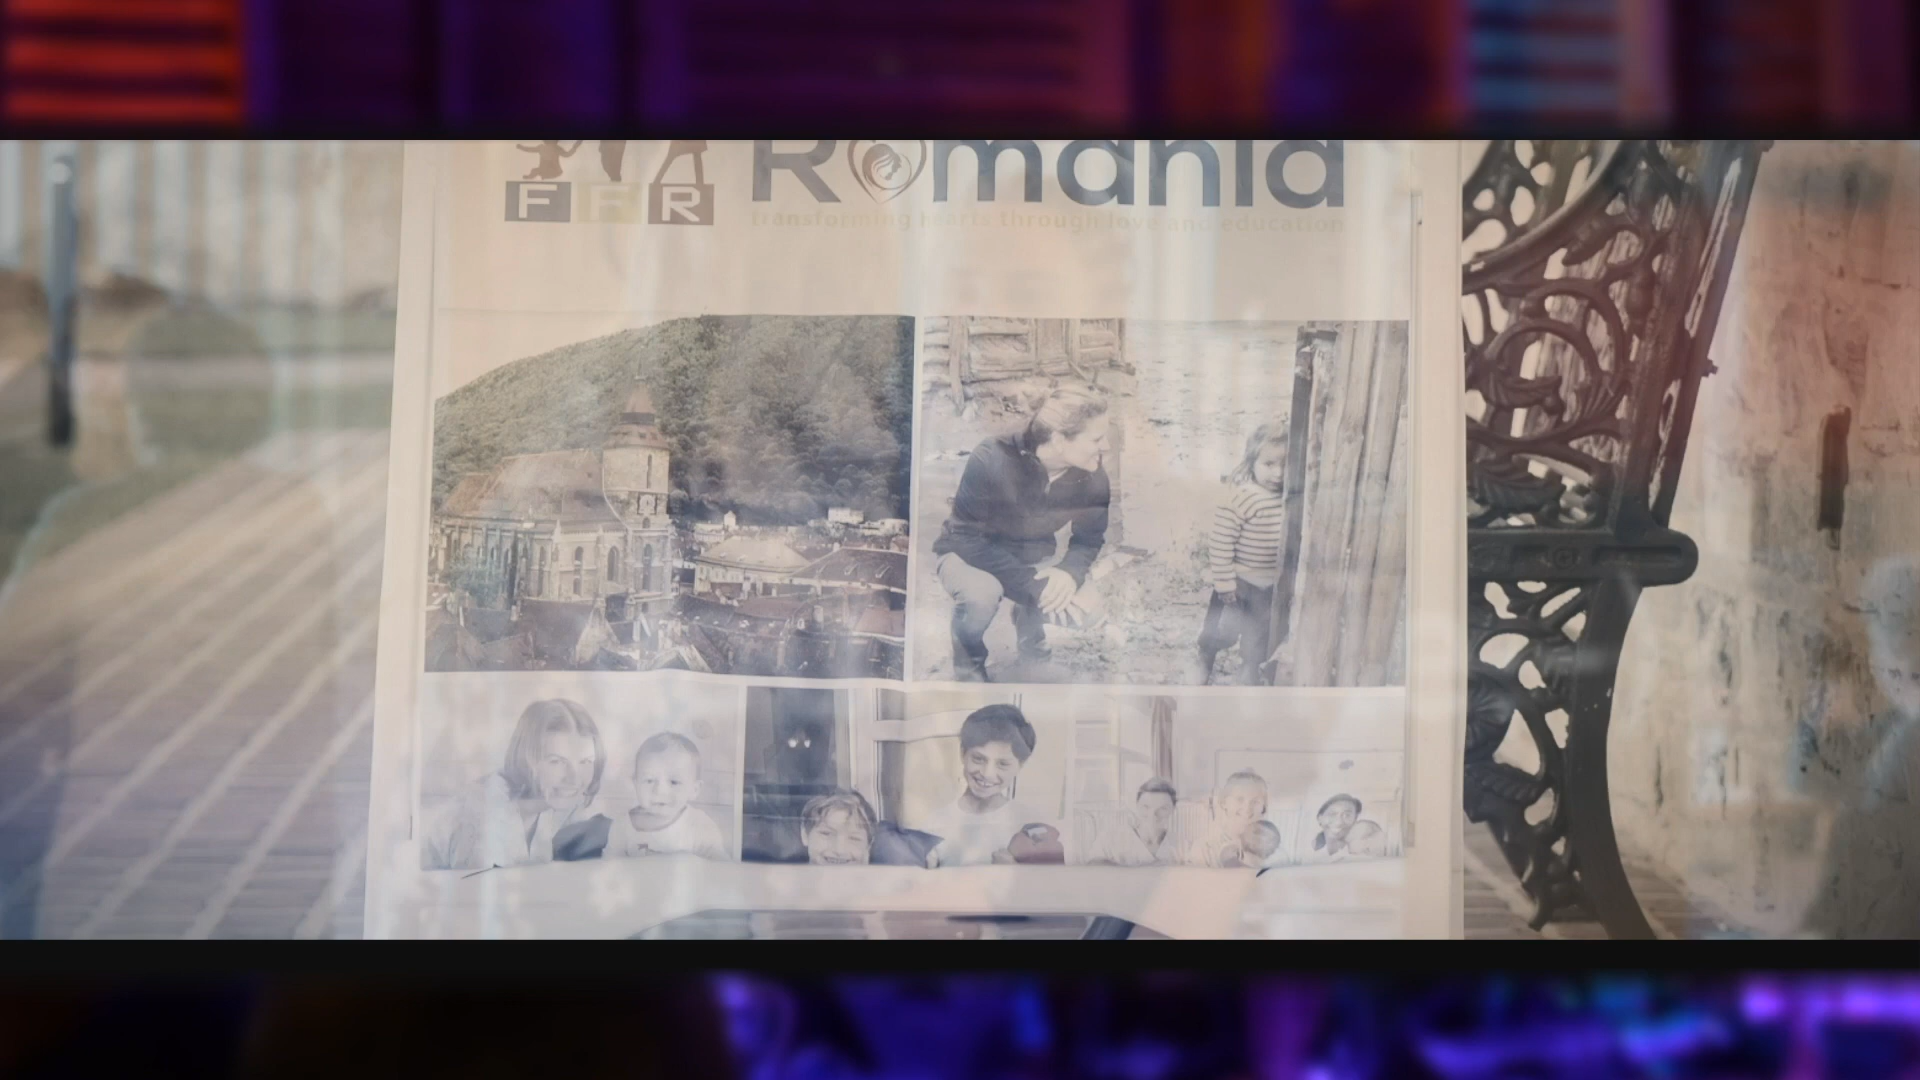 Romania
FFR
transforming hearts through love and education